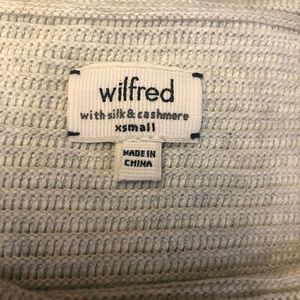 wilfred
with silk & cashmere
xsmall
MADE IN
CHINA